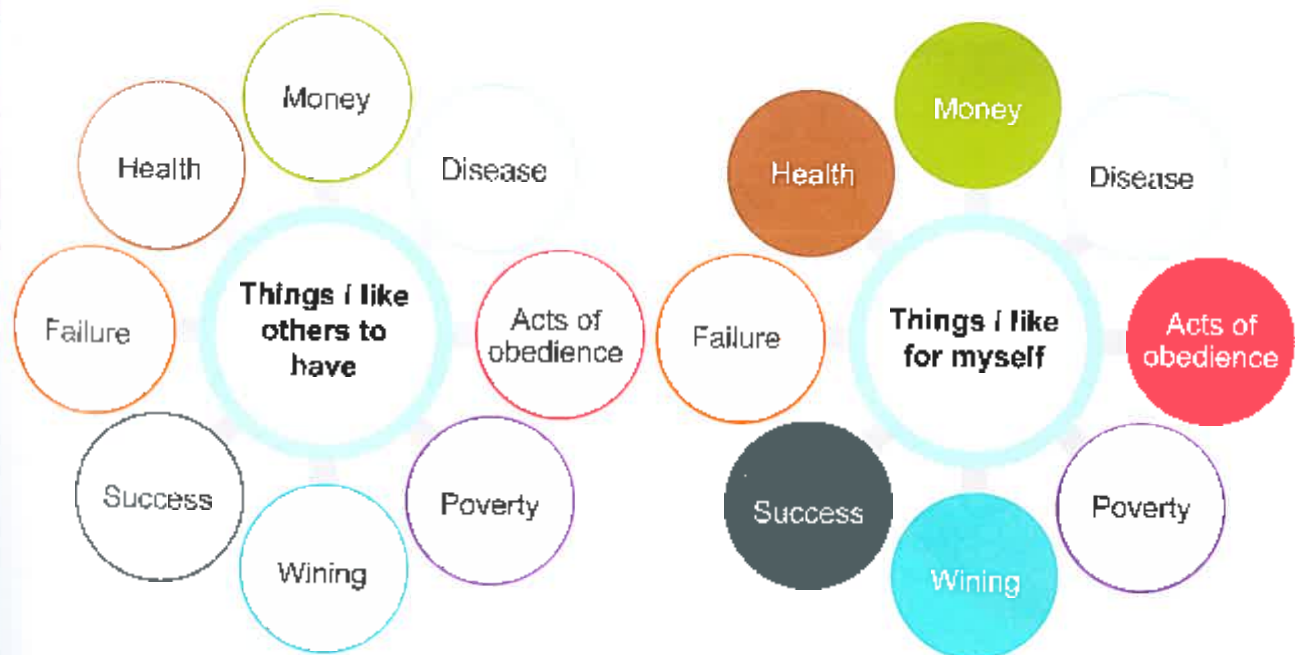 Money
Disease
Health
Things i like
others to
have
Failure
Acts of
obedience
Success
Poverty
Wining
Money
Disease
Health
Things i like
for myself
Failure
Acts of
obedience
Success
Poverty
Wining